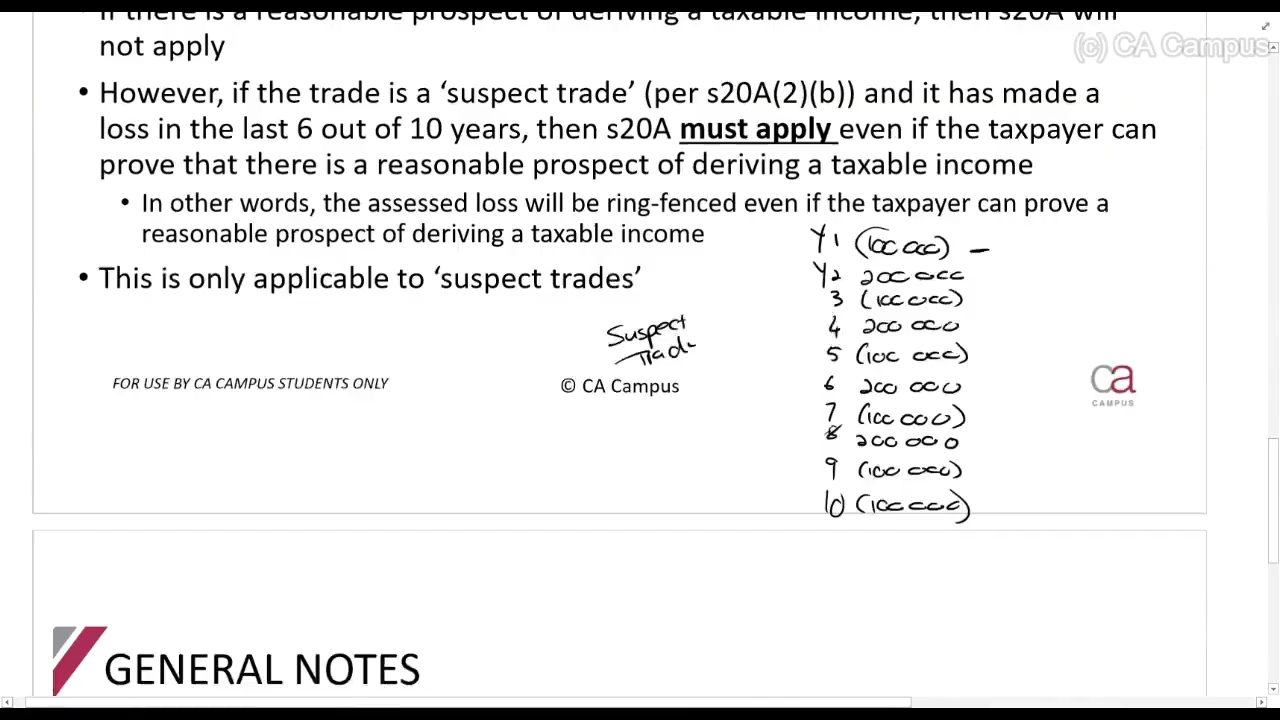 If there is a reasonable prospect of deriving a taxable income, then s20A will
not apply
(c) CA Campus
• However, if the trade is a 'suspect trade' (per s20A(2)(b)) and it has made a
loss in the last 6 out of 10 years, then s20A must apply even if the taxpayer can
prove that there is a reasonable prospect of deriving a taxable income
• In other words, the assessed loss will be ring-fenced even if the taxpayer can prove a
reasonable prospect of deriving a taxable income
• This is only applicable to 'suspect trades'
Y1 (100 000) –
Y2 200 000
3 (100 000)
4 200 000
5 (100 000)
6 200 000
7 (100 000)
8 200 000
9 (100 000)
10 (100 000)
Suspect
Trade
FOR USE BY CA CAMPUS STUDENTS ONLY
© CA Campus
ca
CAMPUS
GENERAL NOTES